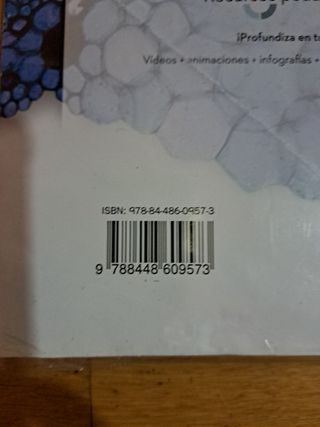 ¡Profundiza en
Vídeos • animaciones • infografías •
ISBN: 978-84-486-0957-3
9 788448 609573